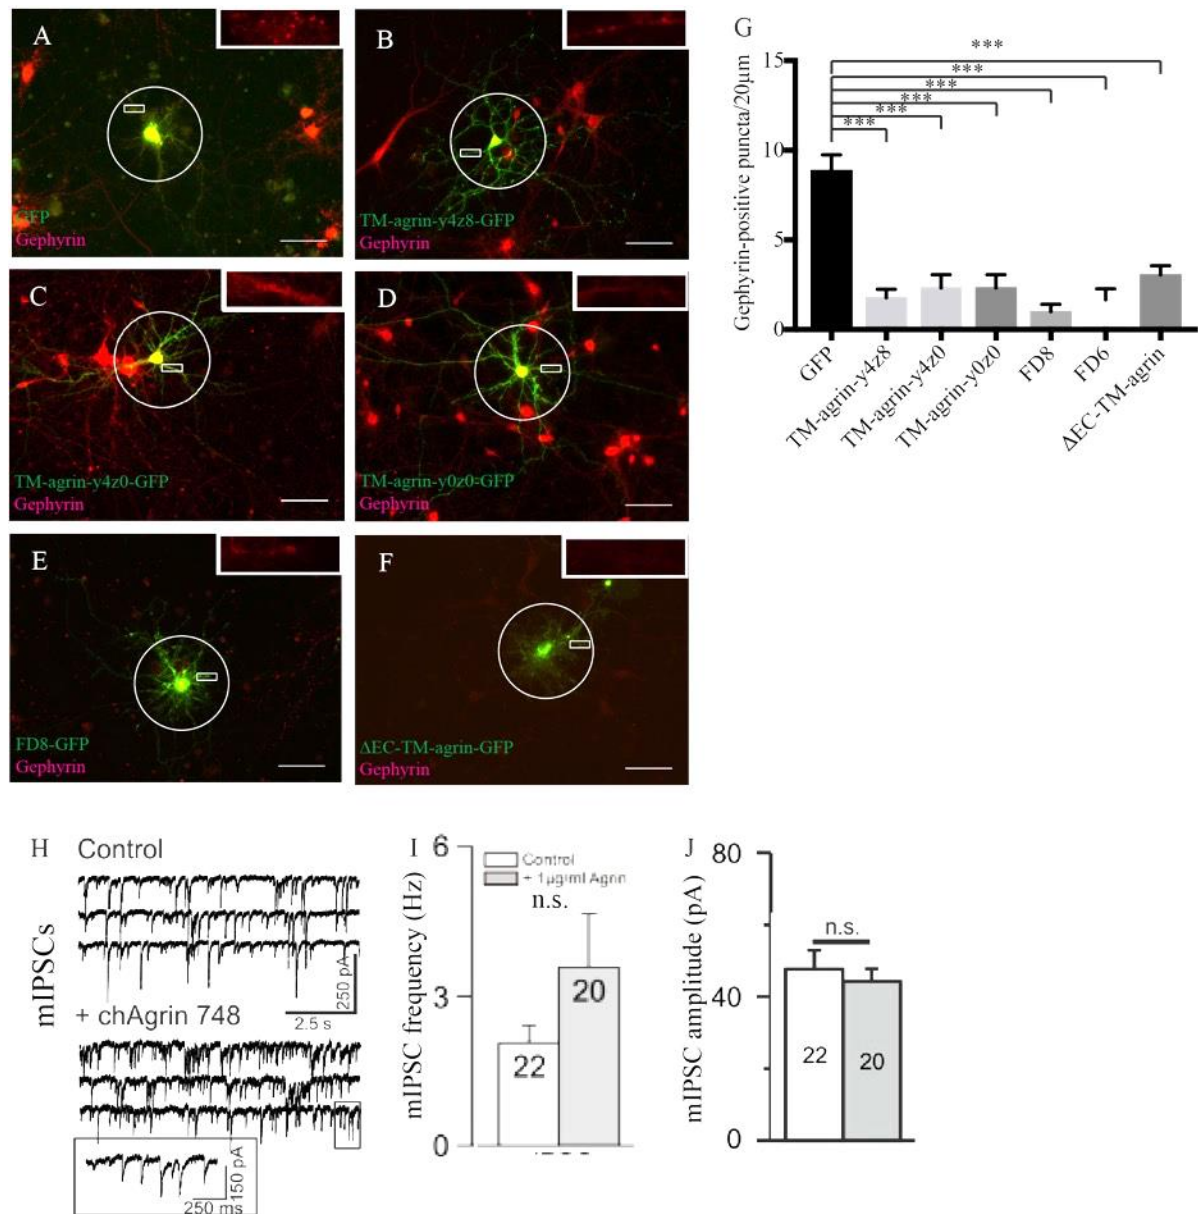 A
GFP
Gephyrin
B
TM-agrin-y4z8-GFP
Gephyrin
C
TM-agrin-y4z0-GFP
Gephyrin
D
TM-agrin-y0z0-GFP
Gephyrin
E
FD8-GFP
Gephyrin
F
ΔEC-TM-agrin-GFP
Gephyrin
G
***
***
***
***
***
***
Gephyrin-positive puncta/20µm
15
10
5
0
GFP
TM-agrin-y4z8
TM-agrin-y4z0
TM-agrin-y0z0
FD8
FD6
ΔEC-TM-agrin
H
Control
mIPSCs
250 pA
2.5 s
+ chAgrin 748
150 pA
250 ms
I
mIPSC frequency (Hz)
6
3
0
Control
+ 1µg/ml Agrin
n.s.
22
20
J
mIPSC amplitude (pA)
80
40
0
n.s.
22
20